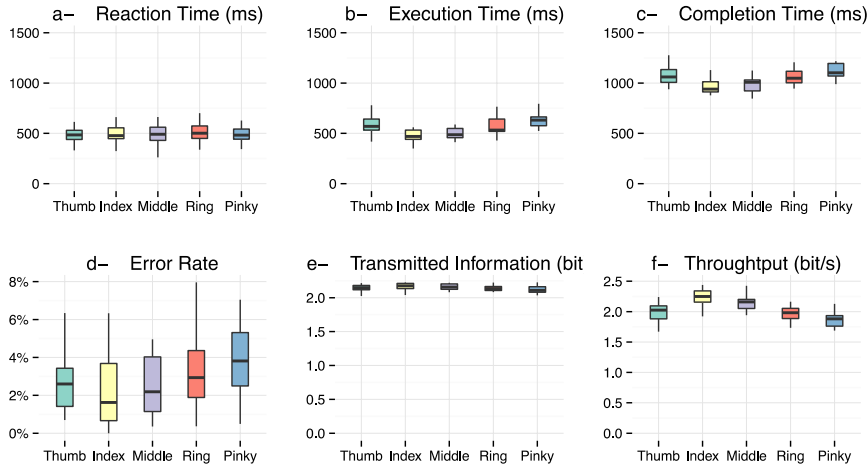 a– Reaction Time (ms)
1500
1000
500
0
Thumb Index Middle Ring Pinky
b– Execution Time (ms)
1500
1000
500
0
Thumb Index Middle Ring Pinky
c– Completion Time (ms)
1500
1000
500
0
Thumb Index Middle Ring Pinky
d– Error Rate
8%
6%
4%
2%
0%
Thumb Index Middle Ring Pinky
e– Transmitted Information (bit
2.0
1.5
1.0
0.5
0.0
Thumb Index Middle Ring Pinky
f– Throughtput (bit/s)
2.5
2.0
1.5
1.0
0.5
0.0
Thumb Index Middle Ring Pinky